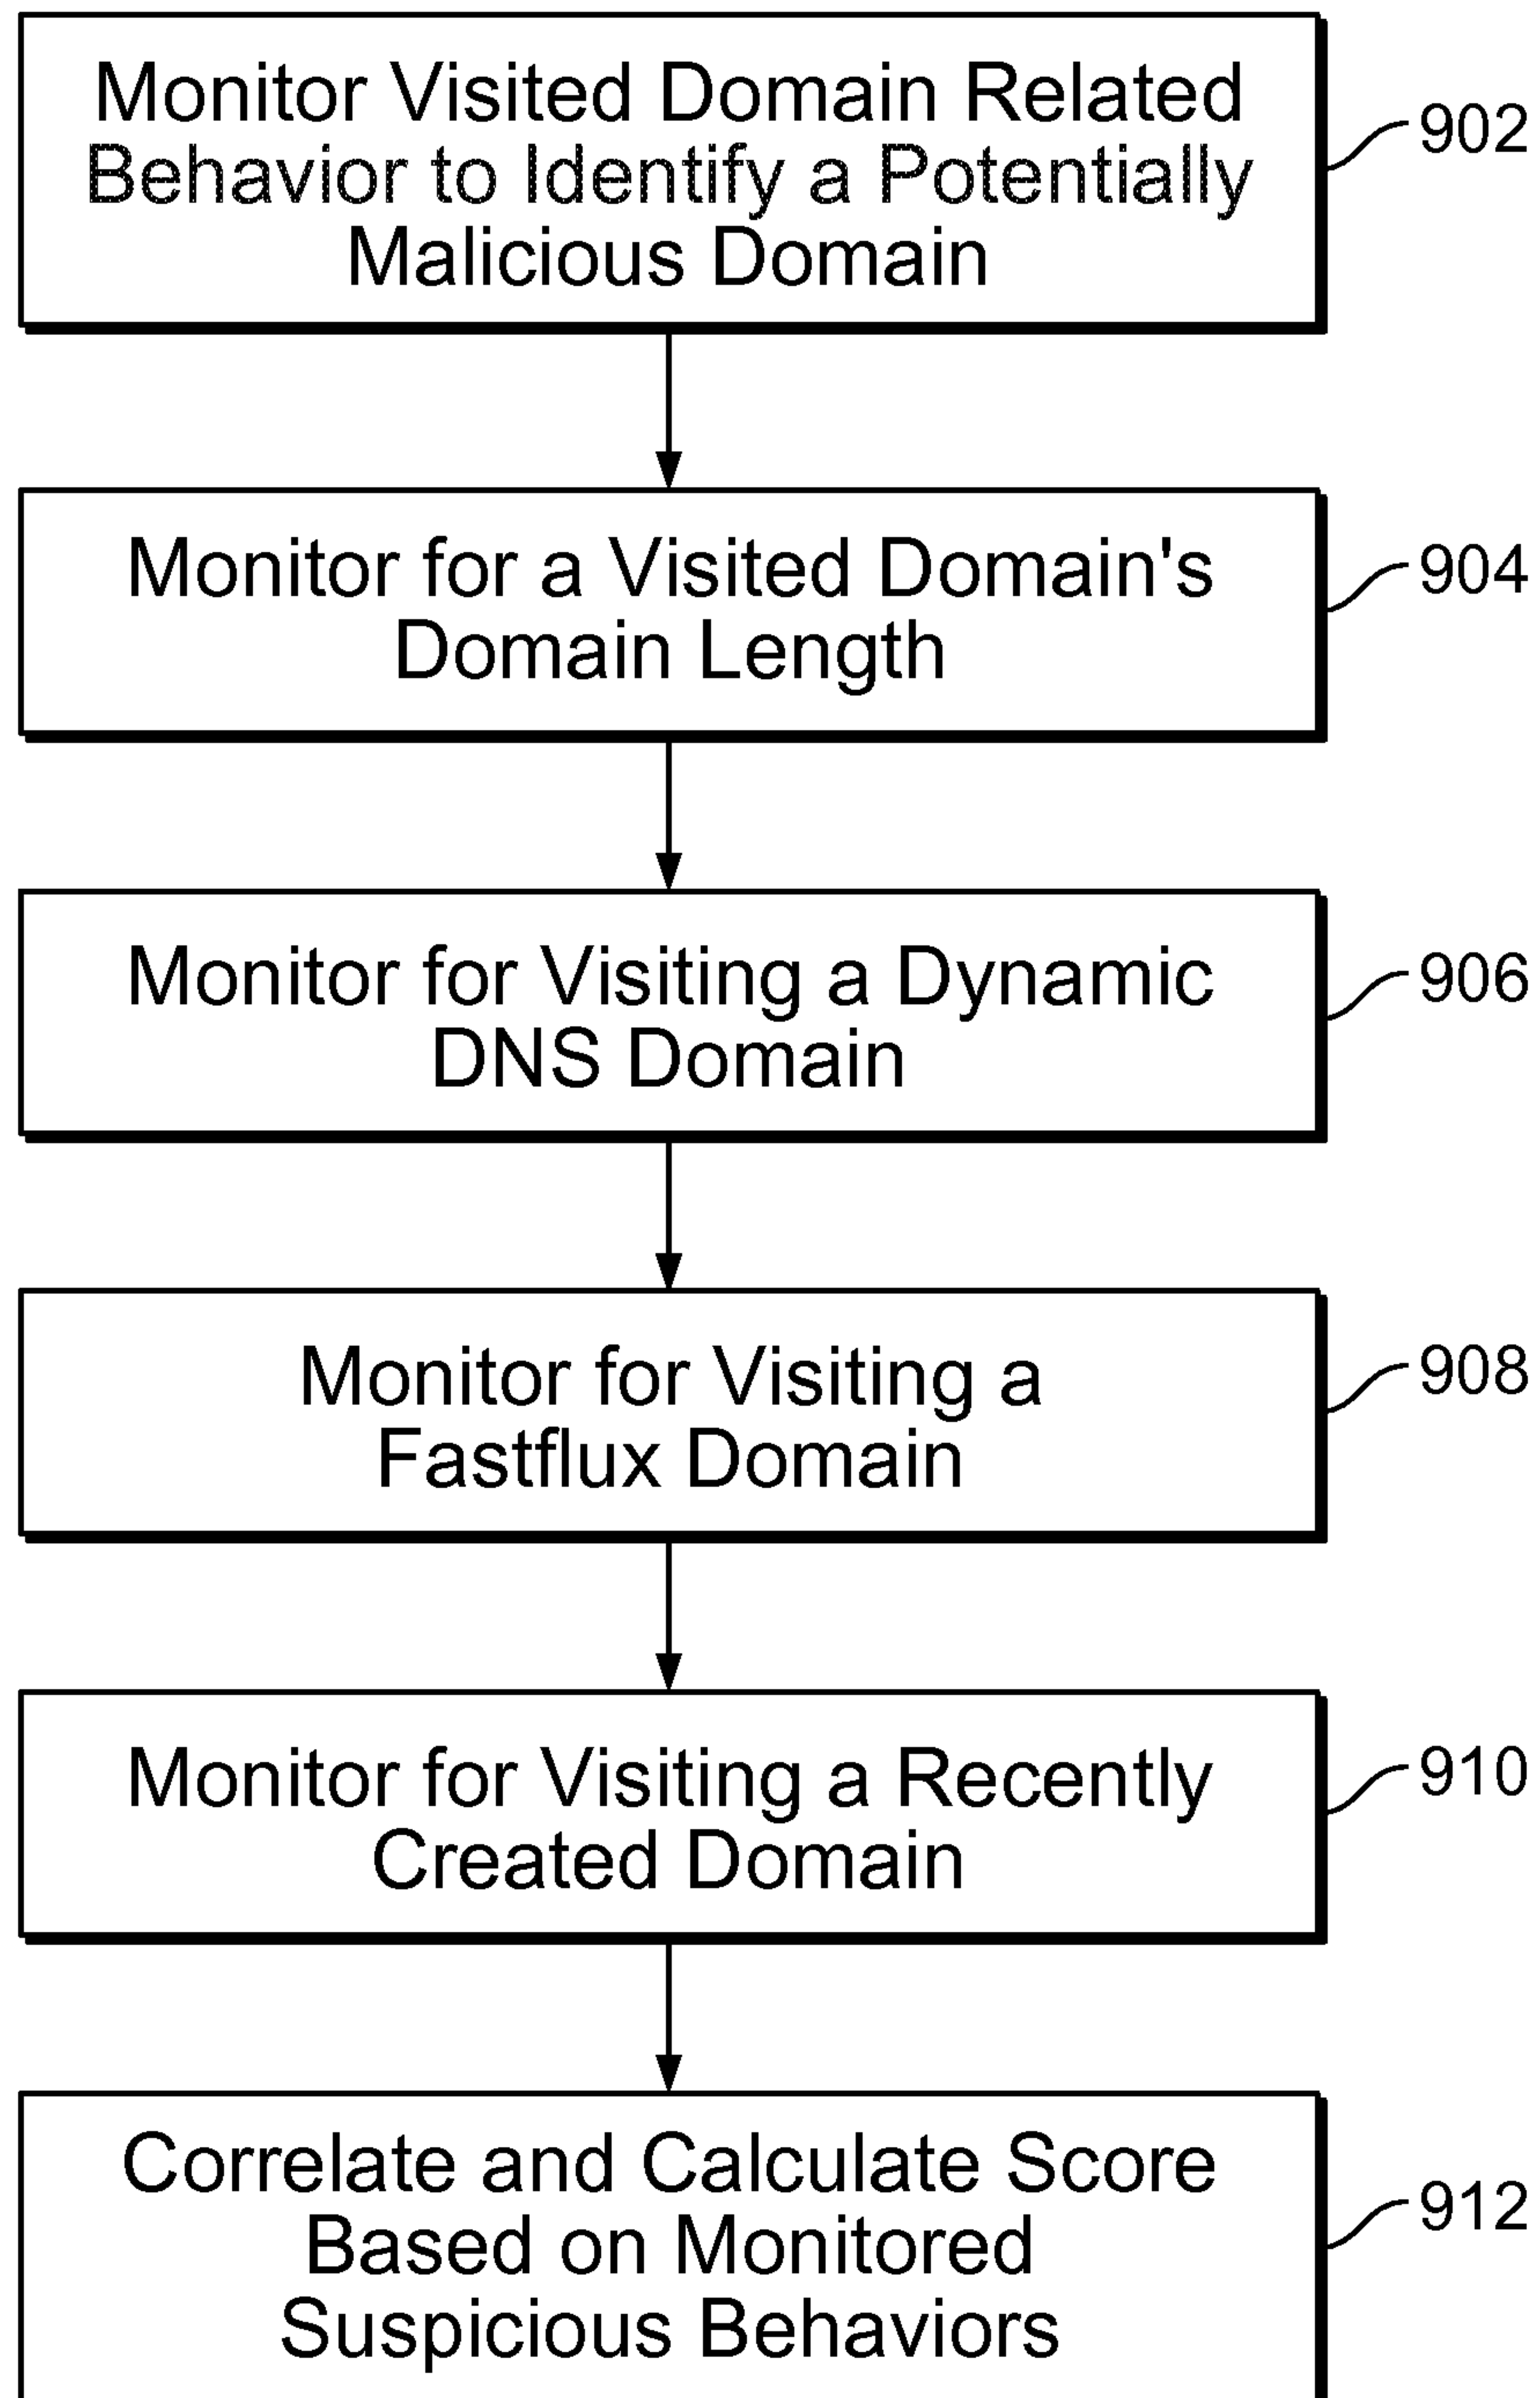 Monitor Visited Domain Related
Behavior to Identify a Potentially
Malicious Domain
902
Monitor for a Visited Domain's
Domain Length
904
Monitor for Visiting a Dynamic
DNS Domain
906
Monitor for Visiting a
Fastflux Domain
908
Monitor for Visiting a Recently
Created Domain
910
Correlate and Calculate Score
Based on Monitored
Suspicious Behaviors
912